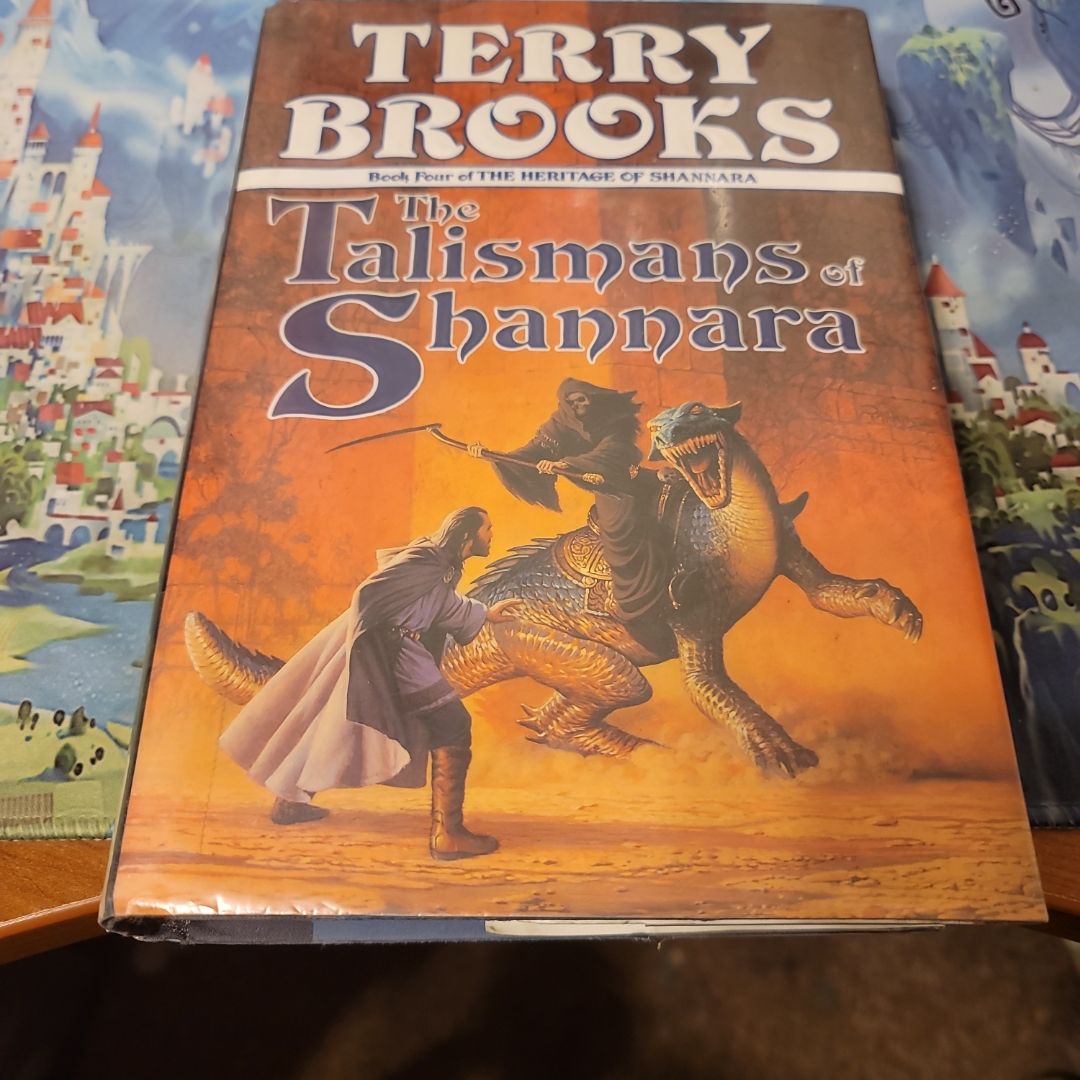 TERRY
BROOKS
Book Four of THE HERITAGE OF SHANNARA
The
Talismans of
Shannara